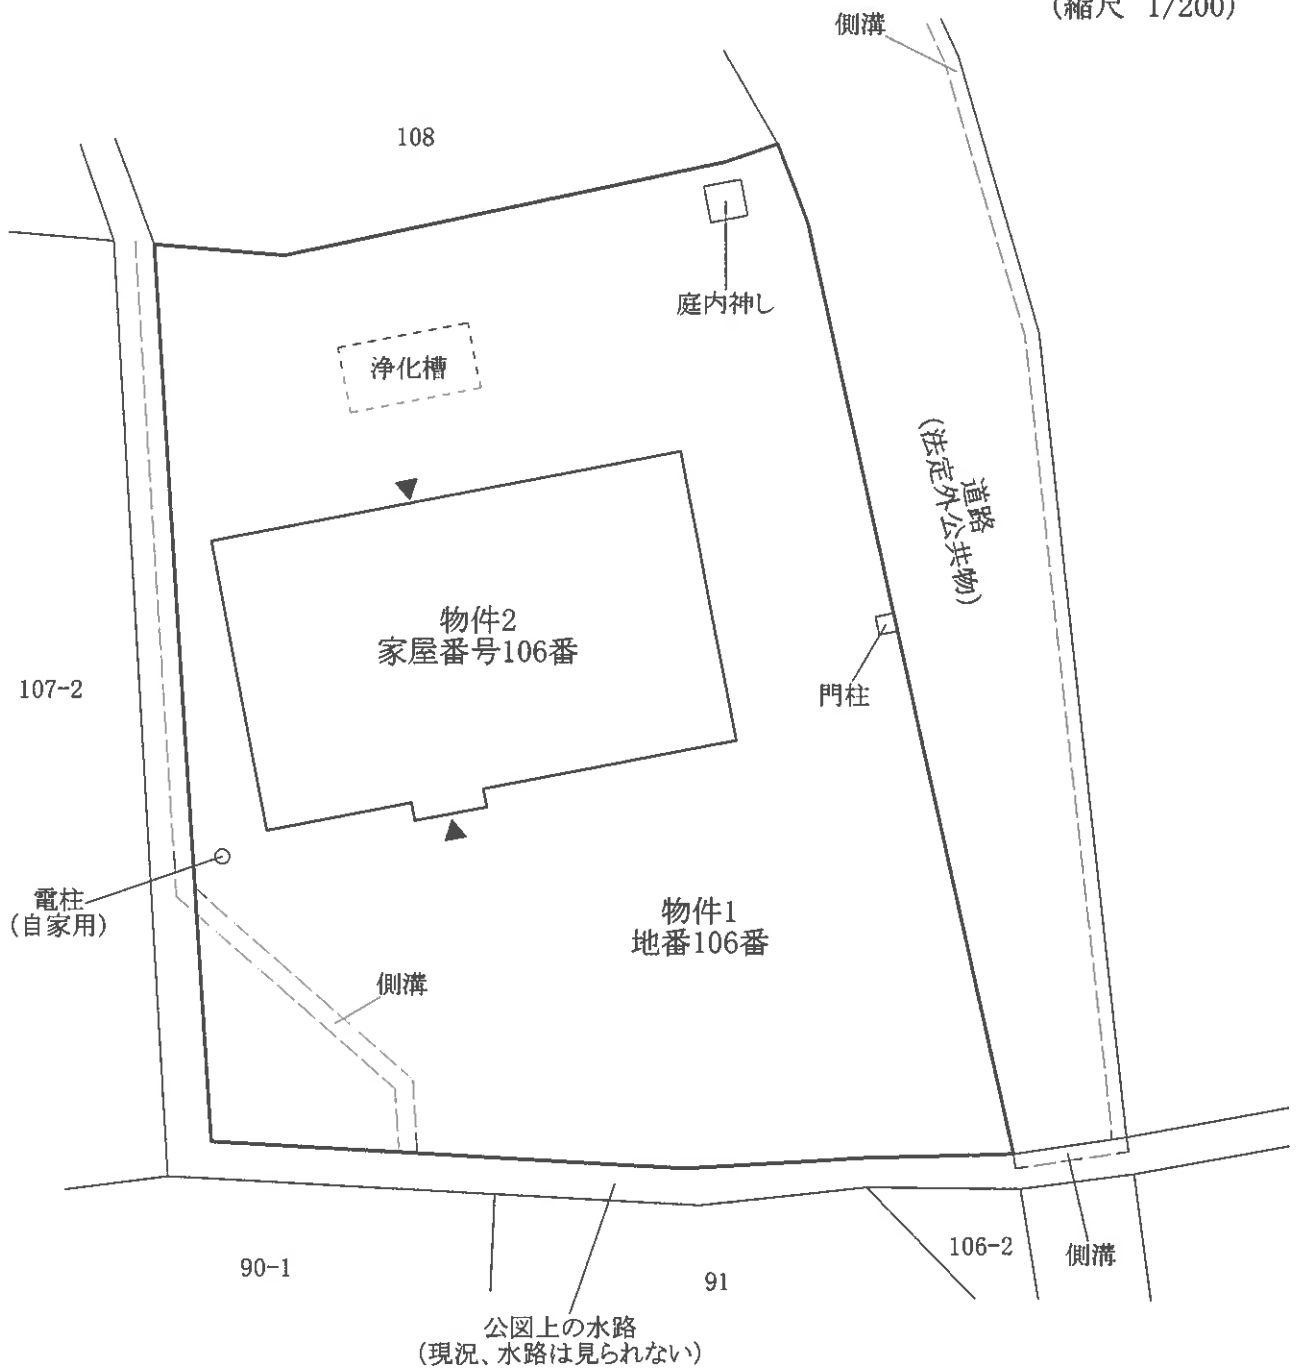 (縮尺 1/200)
側溝
108
庭内神し
浄化槽
道路
(法定外公共物)
物件2
家屋番号106番
107-2
門柱
電柱
(自家用)
物件1
地番106番
側溝
106-2
側溝
90-1
91
公図上の水路
(現況、水路は見られない)